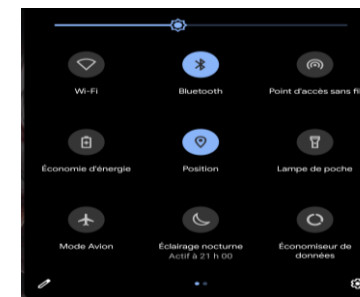 Wi-Fi
Bluetooth
Point d'accès sans fil
Économie d'énergie
Position
Lampe de poche
Mode Avion
Éclairage nocturne
Actif à 21 h 00
Économiseur de
données